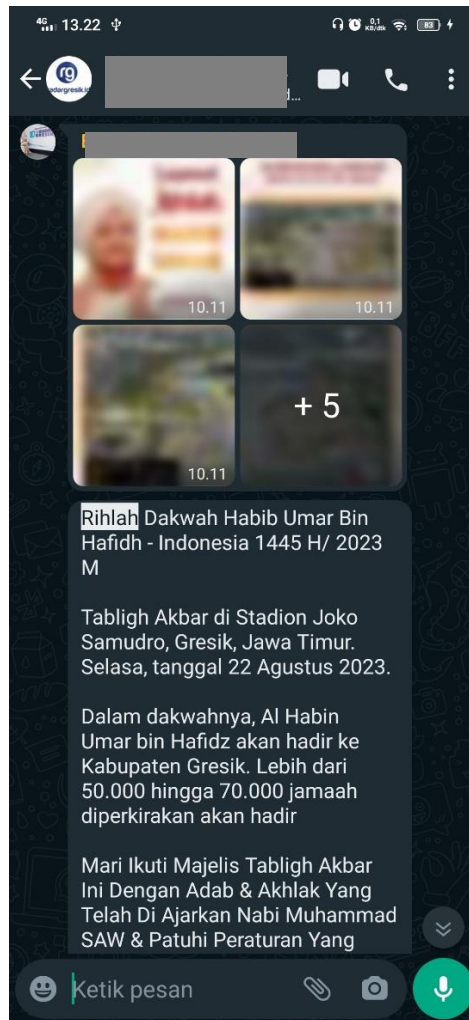 4G 13.22 0,1 KB/dtk 83
rg
adargresik.id
d...
10.11
10.11
10.11
+ 5
Rihlah Dakwah Habib Umar Bin
Hafidh - Indonesia 1445 H/ 2023
M
Tabligh Akbar di Stadion Joko
Samudro, Gresik, Jawa Timur.
Selasa, tanggal 22 Agustus 2023.
Dalam dakwahnya, Al Habin
Umar bin Hafidz akan hadir ke
Kabupaten Gresik. Lebih dari
50.000 hingga 70.000 jamaah
diperkirakan akan hadir
Mari Ikuti Majelis Tabligh Akbar
Ini Dengan Adab & Akhlak Yang
Telah Di Ajarkan Nabi Muhammad
SAW & Patuhi Peraturan Yang
Ketik pesan